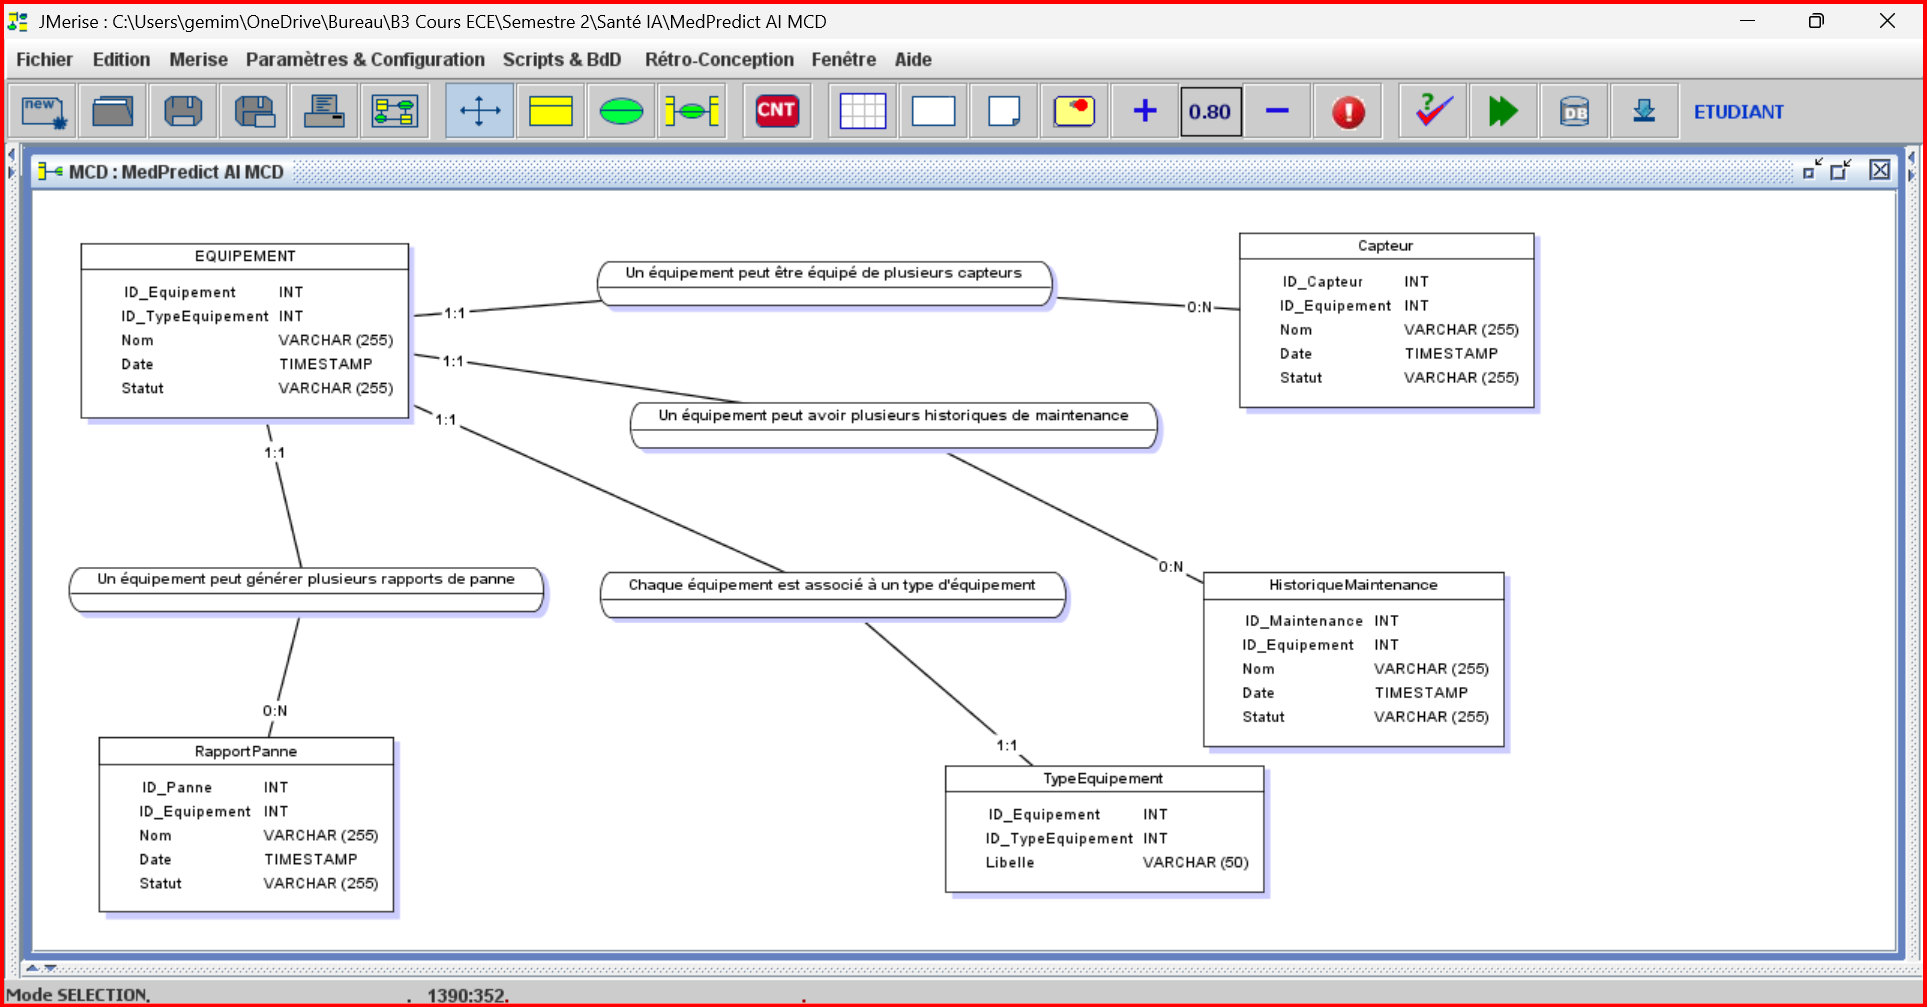 JMerise : C:\Users\gemim\OneDrive\Bureau\B3 Cours ECE\Semestre 2\Santé IA\MedPredict AI MCD
Fichier Edition Merise Paramètres & Configuration Scripts & BdD Rétro-Conception Fenêtre Aide
new CNT + 0.80 − ! ? DB ETUDIANT
MCD : MedPredict AI MCD
EQUIPEMENT
ID_Equipement INT
ID_TypeEquipement INT
Nom VARCHAR (255)
Date TIMESTAMP
Statut VARCHAR (255)
1:1
Un équipement peut être équipé de plusieurs capteurs
0:N
Capteur
ID_Capteur INT
ID_Equipement INT
Nom VARCHAR (255)
Date TIMESTAMP
Statut VARCHAR (255)
1:1
Un équipement peut avoir plusieurs historiques de maintenance
0:N
HistoriqueMaintenance
ID_Maintenance INT
ID_Equipement INT
Nom VARCHAR (255)
Date TIMESTAMP
Statut VARCHAR (255)
1:1
Chaque équipement est associé à un type d'équipement
1:1
TypeEquipement
ID_Equipement INT
ID_TypeEquipement INT
Libelle VARCHAR (50)
1:1
Un équipement peut générer plusieurs rapports de panne
0:N
RapportPanne
ID_Panne INT
ID_Equipement INT
Nom VARCHAR (255)
Date TIMESTAMP
Statut VARCHAR (255)
Mode SELECTION. . 1390:352. .